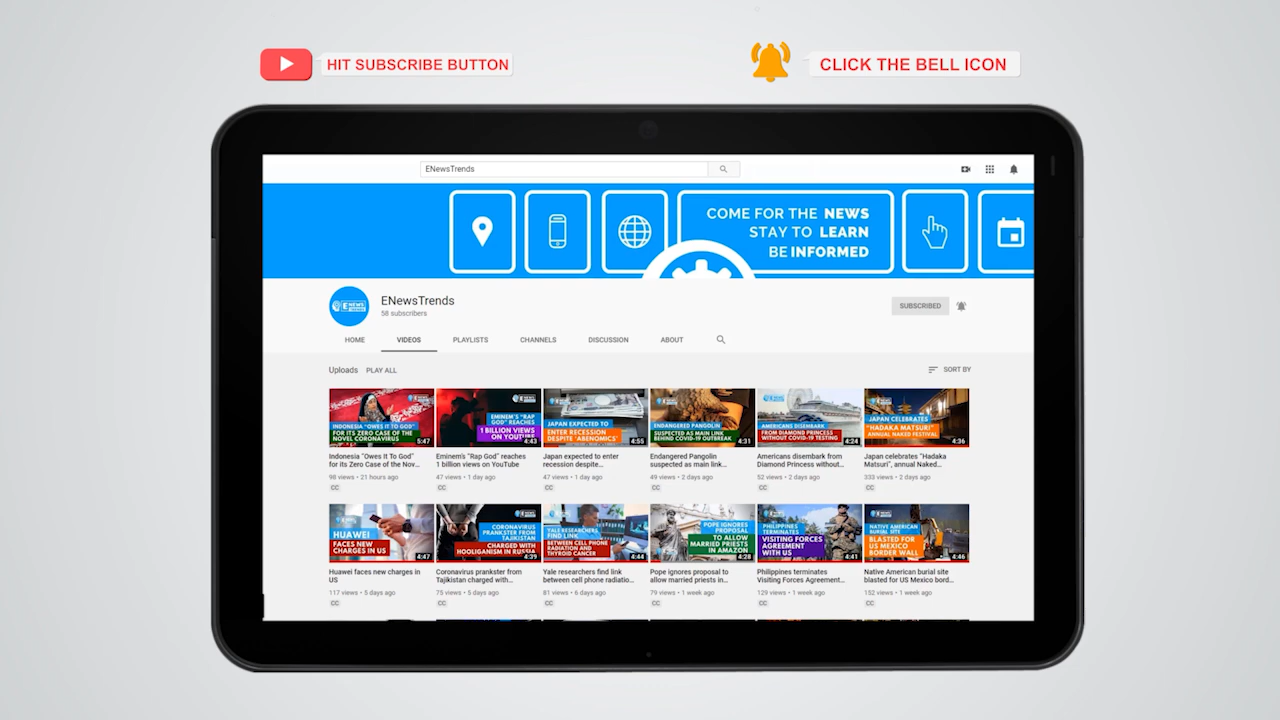 HIT SUBSCRIBE BUTTON
CLICK THE BELL ICON
ENewsTrends
COME FOR THE NEWS
STAY TO LEARN
BE INFORMED
ENewsTrends
58 subscribers
SUBSCRIBED
HOME
VIDEOS
PLAYLISTS
CHANNELS
DISCUSSION
ABOUT
Uploads
PLAY ALL
SORT BY
INDONESIA "OWES IT TO GOD"
FOR ITS ZERO CASE OF THE
NOVEL CORONAVIRUS
5:47
Indonesia "Owes It To God"
for its Zero Case of the Nov...
98 views • 21 hours ago
CC
EMINEM'S "RAP
GOD" REACHES
1 BILLION VIEWS
ON YOUTUBE
4:43
Eminem's "Rap God" reaches
1 billion views on YouTube
47 views • 1 day ago
CC
JAPAN EXPECTED TO
ENTER RECESSION
DESPITE 'ABENOMICS'
4:55
Japan expected to enter
recession despite...
47 views • 1 day ago
CC
ENDANGERED PANGOLIN
SUSPECTED AS MAIN LINK
BEHIND COVID-19 OUTBREAK
4:31
Endangered Pangolin
suspected as main link...
49 views • 2 days ago
CC
AMERICANS DISEMBARK
FROM DIAMOND PRINCESS
WITHOUT COVID-19 TESTING
4:24
Americans disembark from
Diamond Princess without...
52 views • 2 days ago
CC
JAPAN CELEBRATES
"HADAKA MATSURI"
ANNUAL NAKED FESTIVAL
4:36
Japan celebrates "Hadaka
Matsuri", annual Naked...
333 views • 2 days ago
CC
HUAWEI
FACES NEW
CHARGES IN US
4:47
Huawei faces new charges in
US
117 views • 5 days ago
CC
CORONAVIRUS
PRANKSTER FROM
TAJIKISTAN
CHARGED WITH
HOOLIGANISM IN RUSSIA
4:39
Coronavirus prankster from
Tajikistan charged with...
75 views • 5 days ago
CC
YALE RESEARCHERS
FIND LINK
BETWEEN CELL PHONE
RADIATION AND
THYROID CANCER
4:44
Yale researchers find link
between cell phone radiatio...
81 views • 6 days ago
CC
POPE IGNORES
PROPOSAL
TO ALLOW
MARRIED PRIESTS
IN AMAZON
4:28
Pope ignores proposal to
allow married priests in...
79 views • 1 week ago
CC
PHILIPPINES
TERMINATES
VISITING FORCES
AGREEMENT
WITH US
4:41
Philippines terminates
Visiting Forces Agreement...
129 views • 1 week ago
CC
NATIVE AMERICAN
BURIAL SITE
BLASTED FOR
US MEXICO
BORDER WALL
4:46
Native American burial site
blasted for US Mexico bord...
152 views • 1 week ago
CC